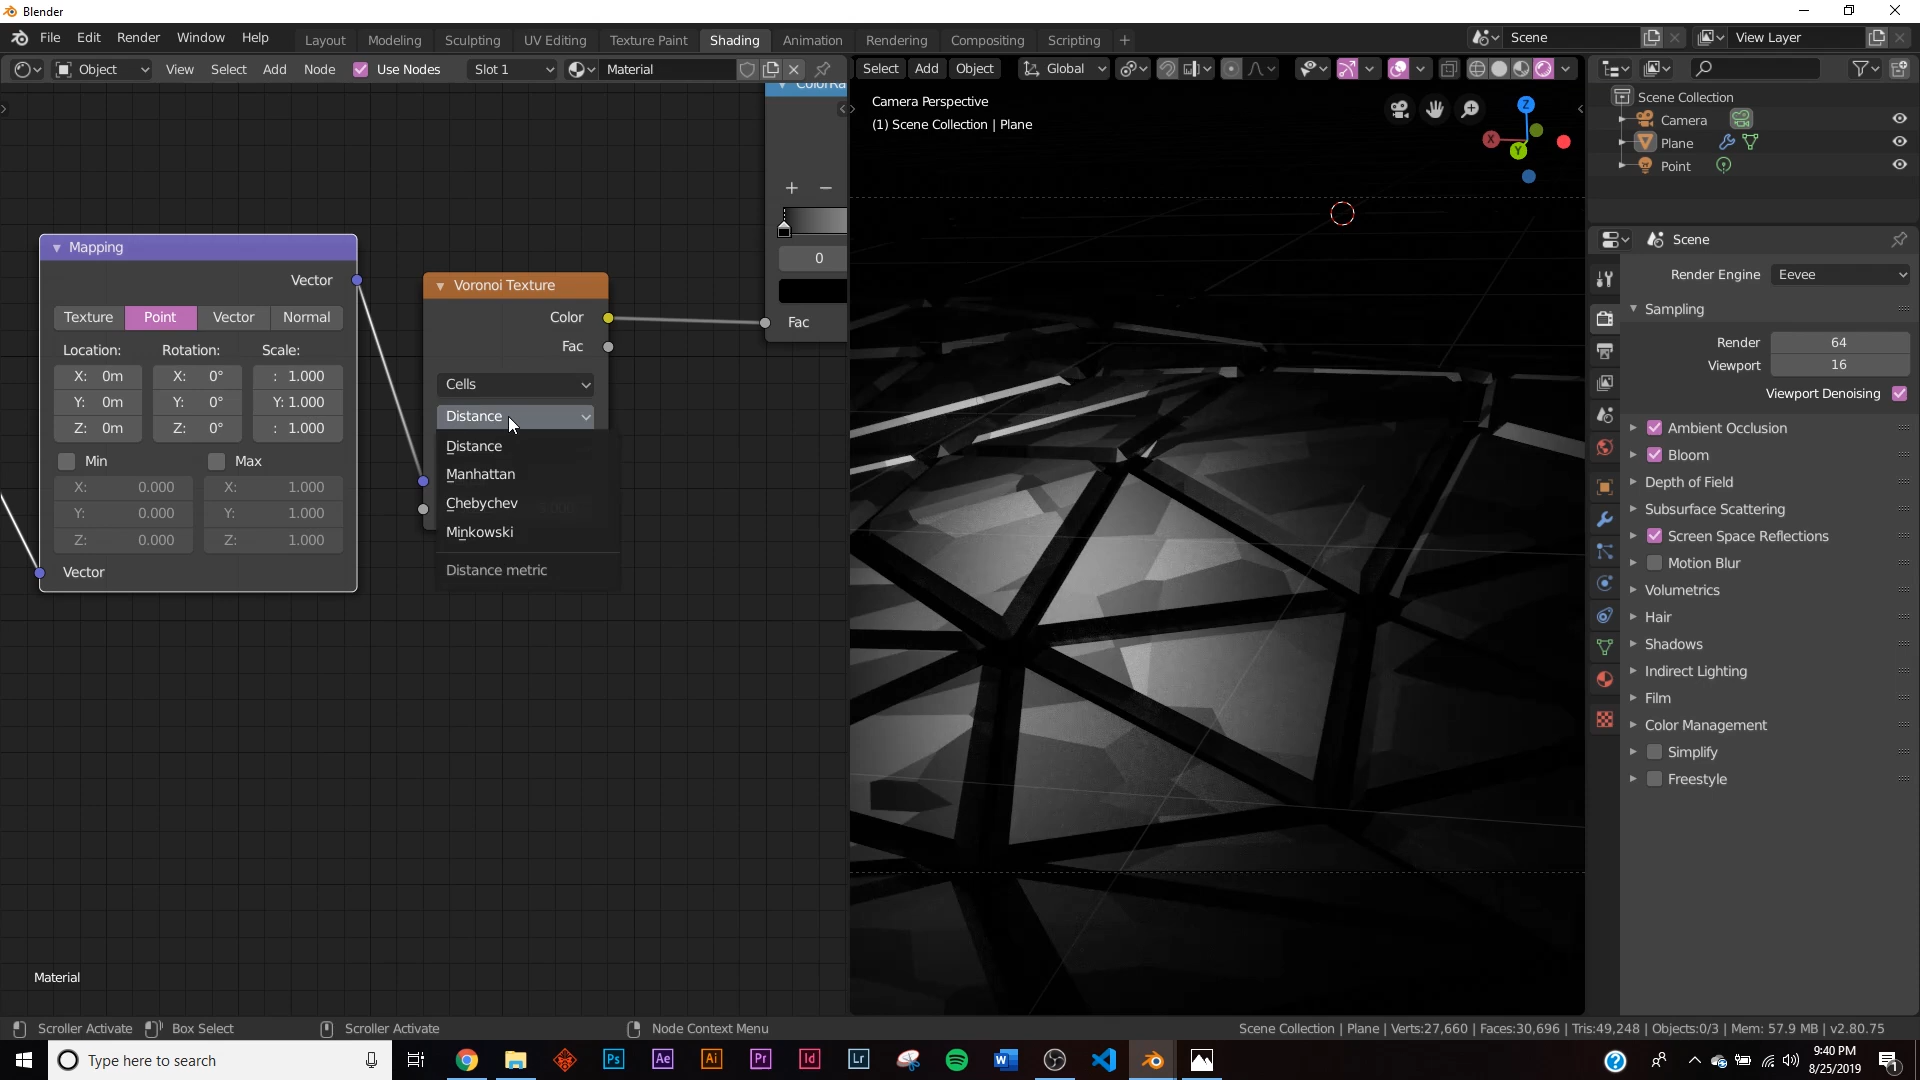 Blender
File Edit Render Window Help
Layout Modeling Sculpting UV Editing Texture Paint Shading Animation Rendering Compositing Scripting +
Scene
View Layer
Object View Select Add Node Use Nodes Slot 1 Material
Select Add Object Global
Camera Perspective
(1) Scene Collection | Plane
Z
X
Y
Scene Collection
Camera
Plane
Point
ColorRa
+ −
0
Fac
Mapping
Vector
Texture Point Vector Normal
Location: Rotation: Scale:
X: 0m X: 0° : 1.000
Y: 0m Y: 0° Y: 1.000
Z: 0m Z: 0° : 1.000
Min Max
X: 0.000 X: 1.000
Y: 0.000 Y: 1.000
Z: 0.000 Z: 1.000
Vector
Voronoi Texture
Color
Fac
Cells
Distance
Distance
Manhattan
Chebychev
Minkowski
Distance metric
Material
Scene
Render Engine Eevee
Sampling
Render 64
Viewport 16
Viewport Denoising
Ambient Occlusion
Bloom
Depth of Field
Subsurface Scattering
Screen Space Reflections
Motion Blur
Volumetrics
Hair
Shadows
Indirect Lighting
Film
Color Management
Simplify
Freestyle
Scroller Activate Box Select Scroller Activate Node Context Menu
Scene Collection | Plane | Verts:27,660 | Faces:30,696 | Tris:49,248 | Objects:0/3 | Mem: 57.9 MB | v2.80.75
Type here to search
Ps Ae Ai Pr Id Lr W
9:40 PM
8/25/2019
1